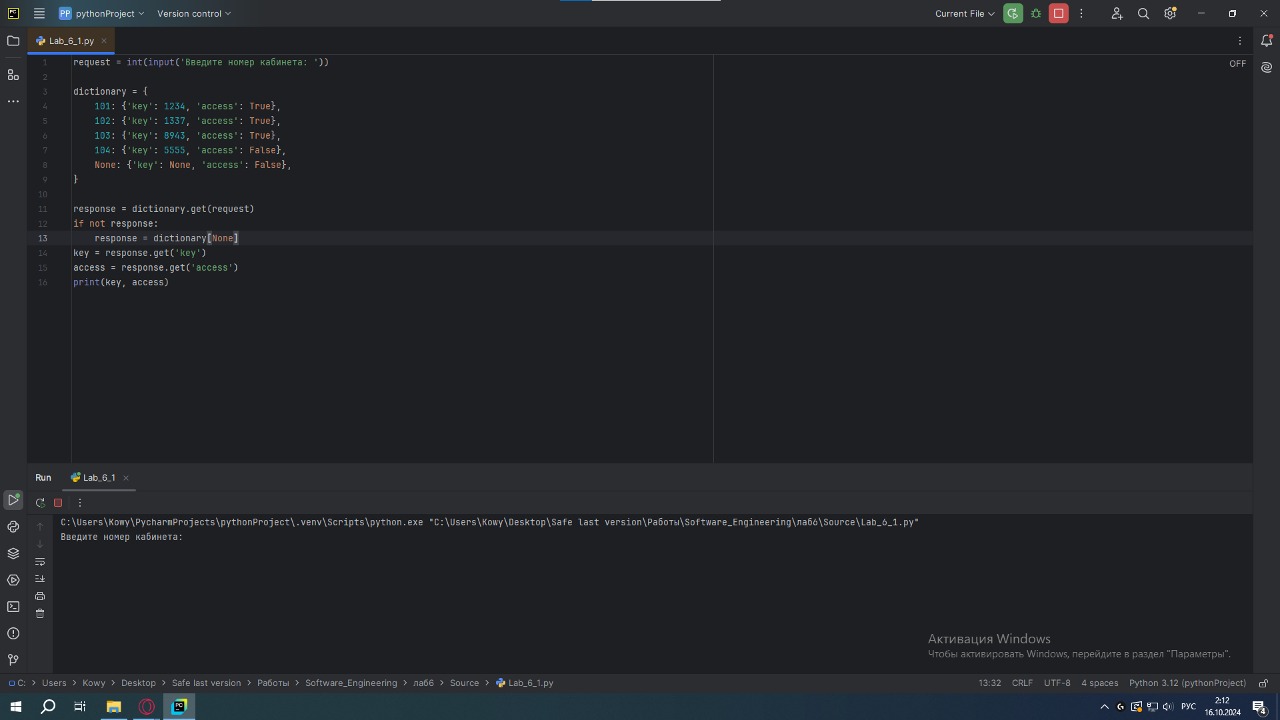 PP pythonProject Version control Current File
Lab_6_1.py
OFF
1 request = int(input('Введите номер кабинета: '))
2
3 dictionary = {
4 101: {'key': 1234, 'access': True},
5 102: {'key': 1337, 'access': True},
6 103: {'key': 8943, 'access': True},
7 104: {'key': 5555, 'access': False},
8 None: {'key': None, 'access': False},
9 }
10
11 response = dictionary.get(request)
12 if not response:
13 response = dictionary[None]
14 key = response.get('key')
15 access = response.get('access')
16 print(key, access)
Run Lab_6_1
C:\Users\Kowy\PycharmProjects\pythonProject\.venv\Scripts\python.exe "C:\Users\Kowy\Desktop\Safe last version\Работы\Software_Engineering\лаб6\Source\Lab_6_1.py"
Введите номер кабинета:
Активация Windows
Чтобы активировать Windows, перейдите в раздел "Параметры".
C: Users Kowy Desktop Safe last version Работы Software_Engineering лаб6 Source Lab_6_1.py 13:32 CRLF UTF-8 4 spaces Python 3.12 (pythonProject)
PC РУС 2:12
16.10.2024